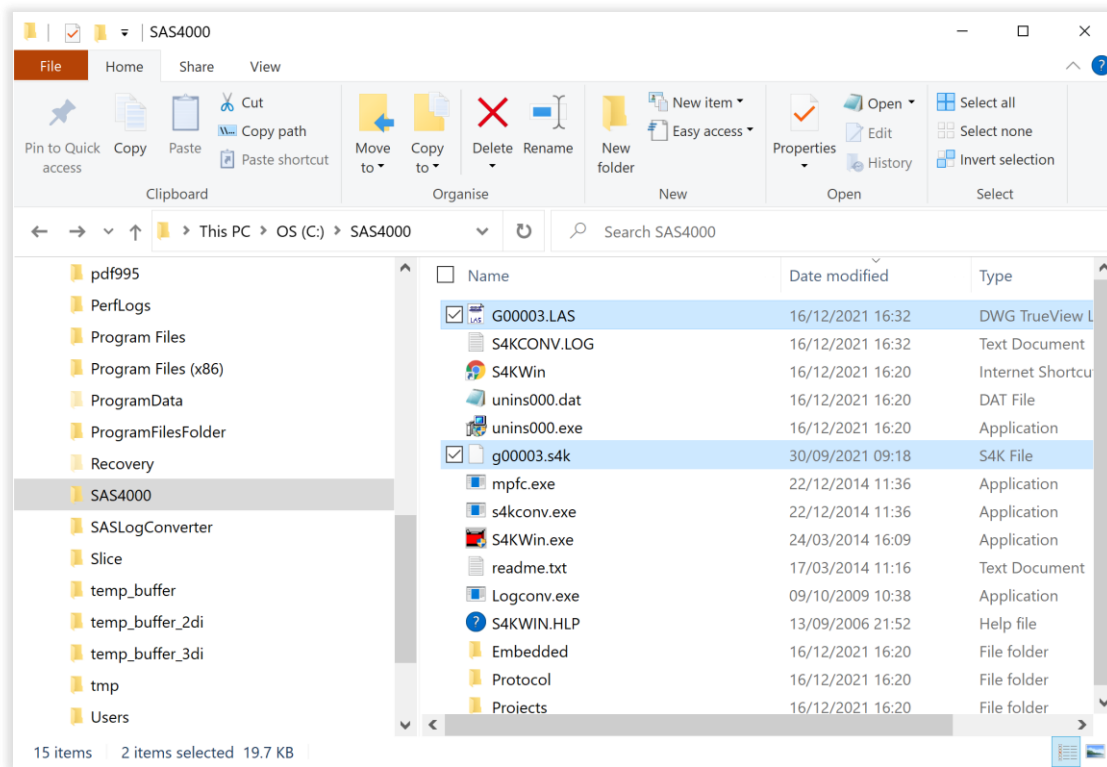 SAS4000
File Home Share View
?
Pin to Quick access
Copy
Paste
Cut
Copy path
Paste shortcut
Clipboard
Move to
Copy to
Delete
Rename
Organise
New folder
New item
Easy access
New
Properties
Open
Edit
History
Open
Select all
Select none
Invert selection
Select
This PC > OS (C:) > SAS4000
Search SAS4000
pdf995
PerfLogs
Program Files
Program Files (x86)
ProgramData
ProgramFilesFolder
Recovery
SAS4000
SASLogConverter
Slice
temp_buffer
temp_buffer_2di
temp_buffer_3di
tmp
Users
Name Date modified Type
G00003.LAS 16/12/2021 16:32 DWG TrueView L
S4KCONV.LOG 16/12/2021 16:32 Text Document
S4KWin 16/12/2021 16:20 Internet Shortcu
unins000.dat 16/12/2021 16:20 DAT File
unins000.exe 16/12/2021 16:20 Application
g00003.s4k 30/09/2021 09:18 S4K File
mpfc.exe 22/12/2014 11:36 Application
s4kconv.exe 22/12/2014 11:36 Application
S4KWin.exe 24/03/2014 16:09 Application
readme.txt 17/03/2014 11:16 Text Document
Logconv.exe 09/10/2009 10:38 Application
S4KWIN.HLP 13/09/2006 21:52 Help file
Embedded 16/12/2021 16:20 File folder
Protocol 16/12/2021 16:20 File folder
Projects 16/12/2021 16:20 File folder
15 items 2 items selected 19.7 KB